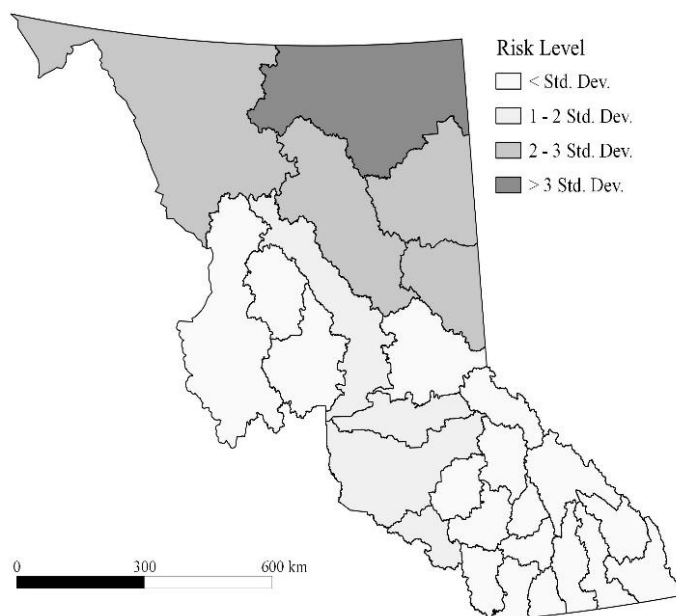 Risk Level
< Std. Dev.
1 - 2 Std. Dev.
2 - 3 Std. Dev.
> 3 Std. Dev.
0 300 600 km